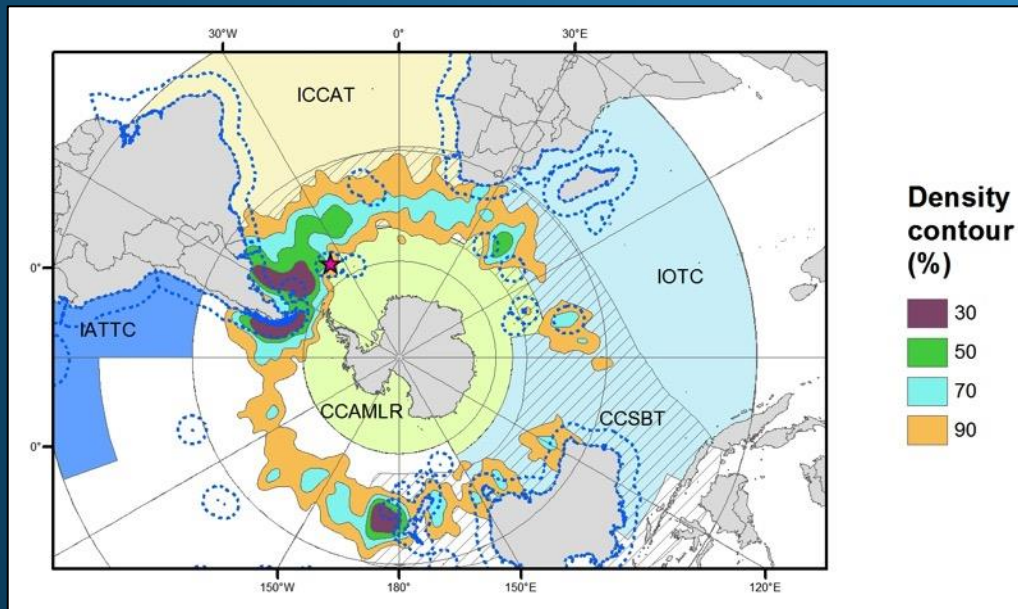 30°W 0° 30°E
ICCAT
0°
IATTC
IOTC
CCAMLR
CCSBT
0°
150°W 180° 150°E 120°E
Density
contour
(%)
30
50
70
90